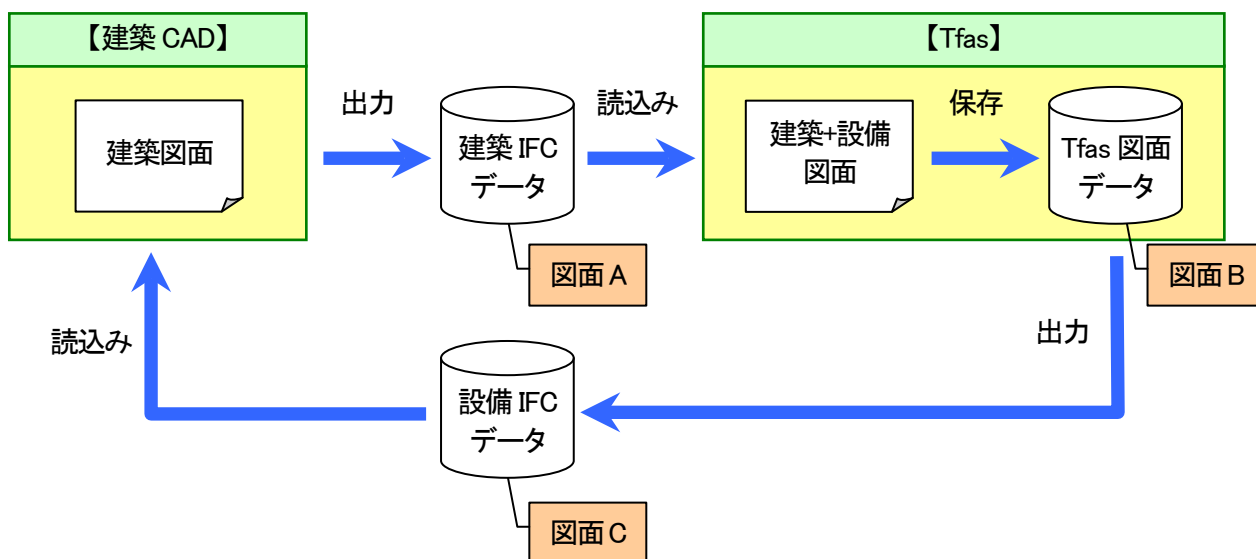 【建築 CAD】
【Tfas】
建築図面
出力
建築 IFC
データ
読込み
建築+設備
図面
保存
Tfas 図面
データ
図面 A
図面 B
読込み
設備 IFC
データ
出力
図面 C